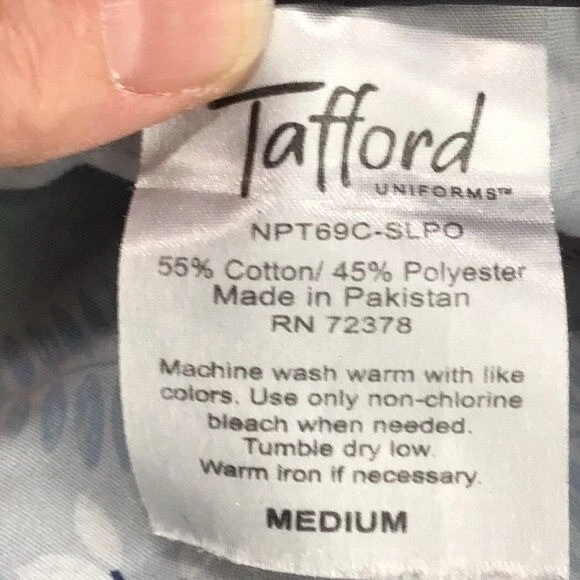 Tafford
UNIFORMS™
NPT69C-SLPO
55% Cotton/ 45% Polyester
Made in Pakistan
RN 72378
Machine wash warm with like
colors. Use only non-chlorine
bleach when needed.
Tumble dry low.
Warm iron if necessary.
MEDIUM